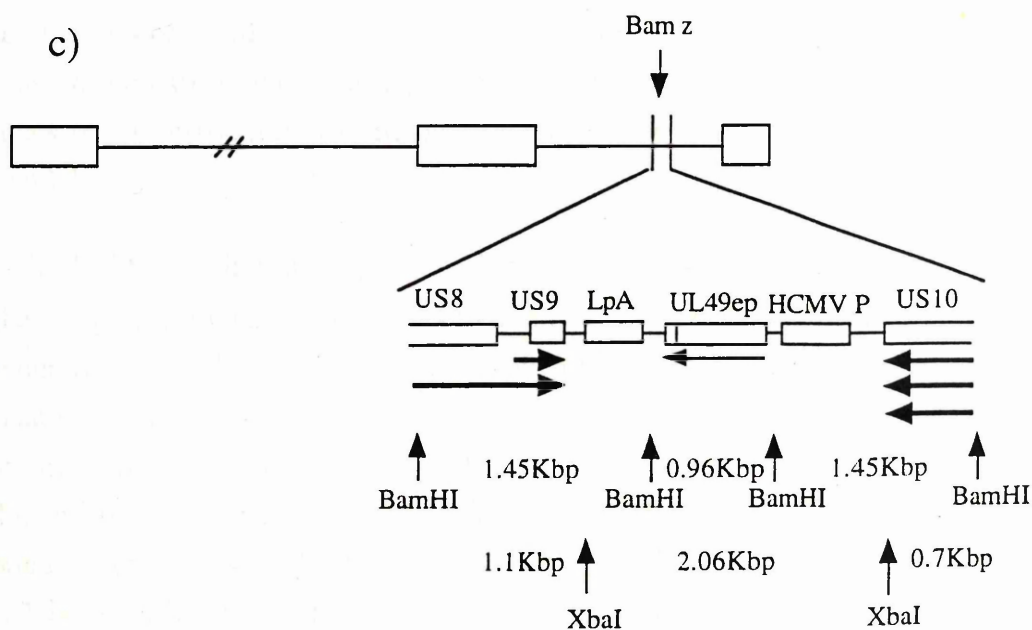 c)
Bam z
US8 US9 LpA UL49ep HCMV P US10
1.45Kbp 0.96Kbp 1.45Kbp
BamHI BamHI BamHI BamHI
1.1Kbp 2.06Kbp 0.7Kbp
XbaI XbaI